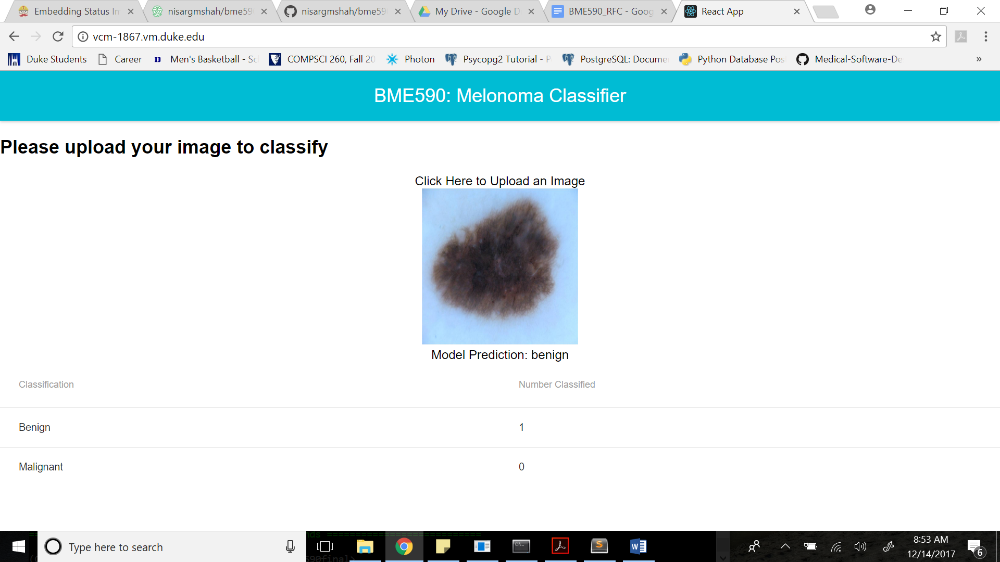 Embedding Status Im
nisargmshah/bme59
nisargmshah/bme59
My Drive - Google D
BME590_RFC - Goog
React App
vcm-1867.vm.duke.edu
Duke Students
Career
Men's Basketball - Sc
COMPSCI 260, Fall 20
Photon
Psycopg2 Tutorial - P
PostgreSQL: Docume
Python Database Pos
Medical-Software-De
»
BME590: Melonoma Classifier
Please upload your image to classify
Click Here to Upload an Image
Model Prediction: benign
Classification Number Classified
Benign 1
Malignant 0
Type here to search
8:53 AM
12/14/2017
6